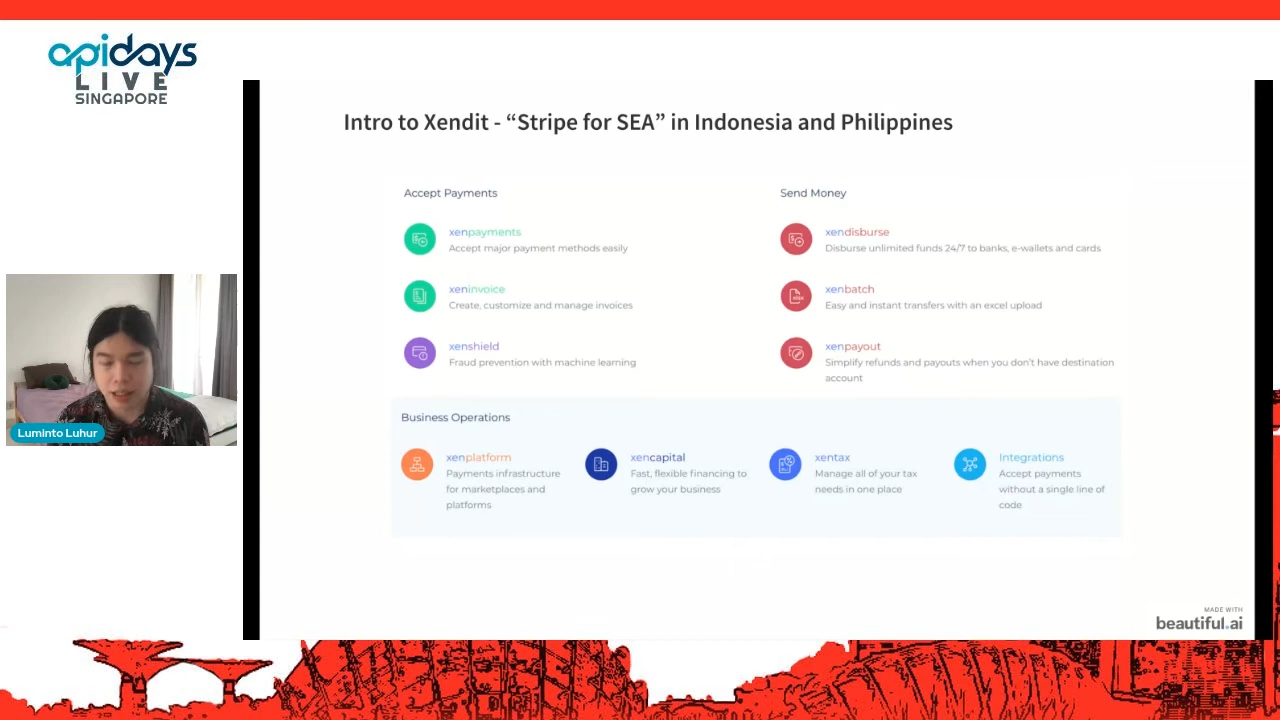 apidays
LIVE
SINGAPORE
Intro to Xendit - “Stripe for SEA” in Indonesia and Philippines
Accept Payments
xenpayments
Accept major payment methods easily
xeninvoice
Create, customize and manage invoices
xenshield
Fraud prevention with machine learning
Send Money
xendisburse
Disburse unlimited funds 24/7 to banks, e-wallets and cards
xenbatch
Easy and instant transfers with an excel upload
xenpayout
Simplify refunds and payouts when you don’t have destination
account
Business Operations
xenplatform
Payments infrastructure
for marketplaces and
platforms
xencapital
Fast, flexible financing to
grow your business
xentax
Manage all of your tax
needs in one place
Integrations
Accept payments
without a single line of
code
Luminto Luhur
MADE WITH
beautiful.ai